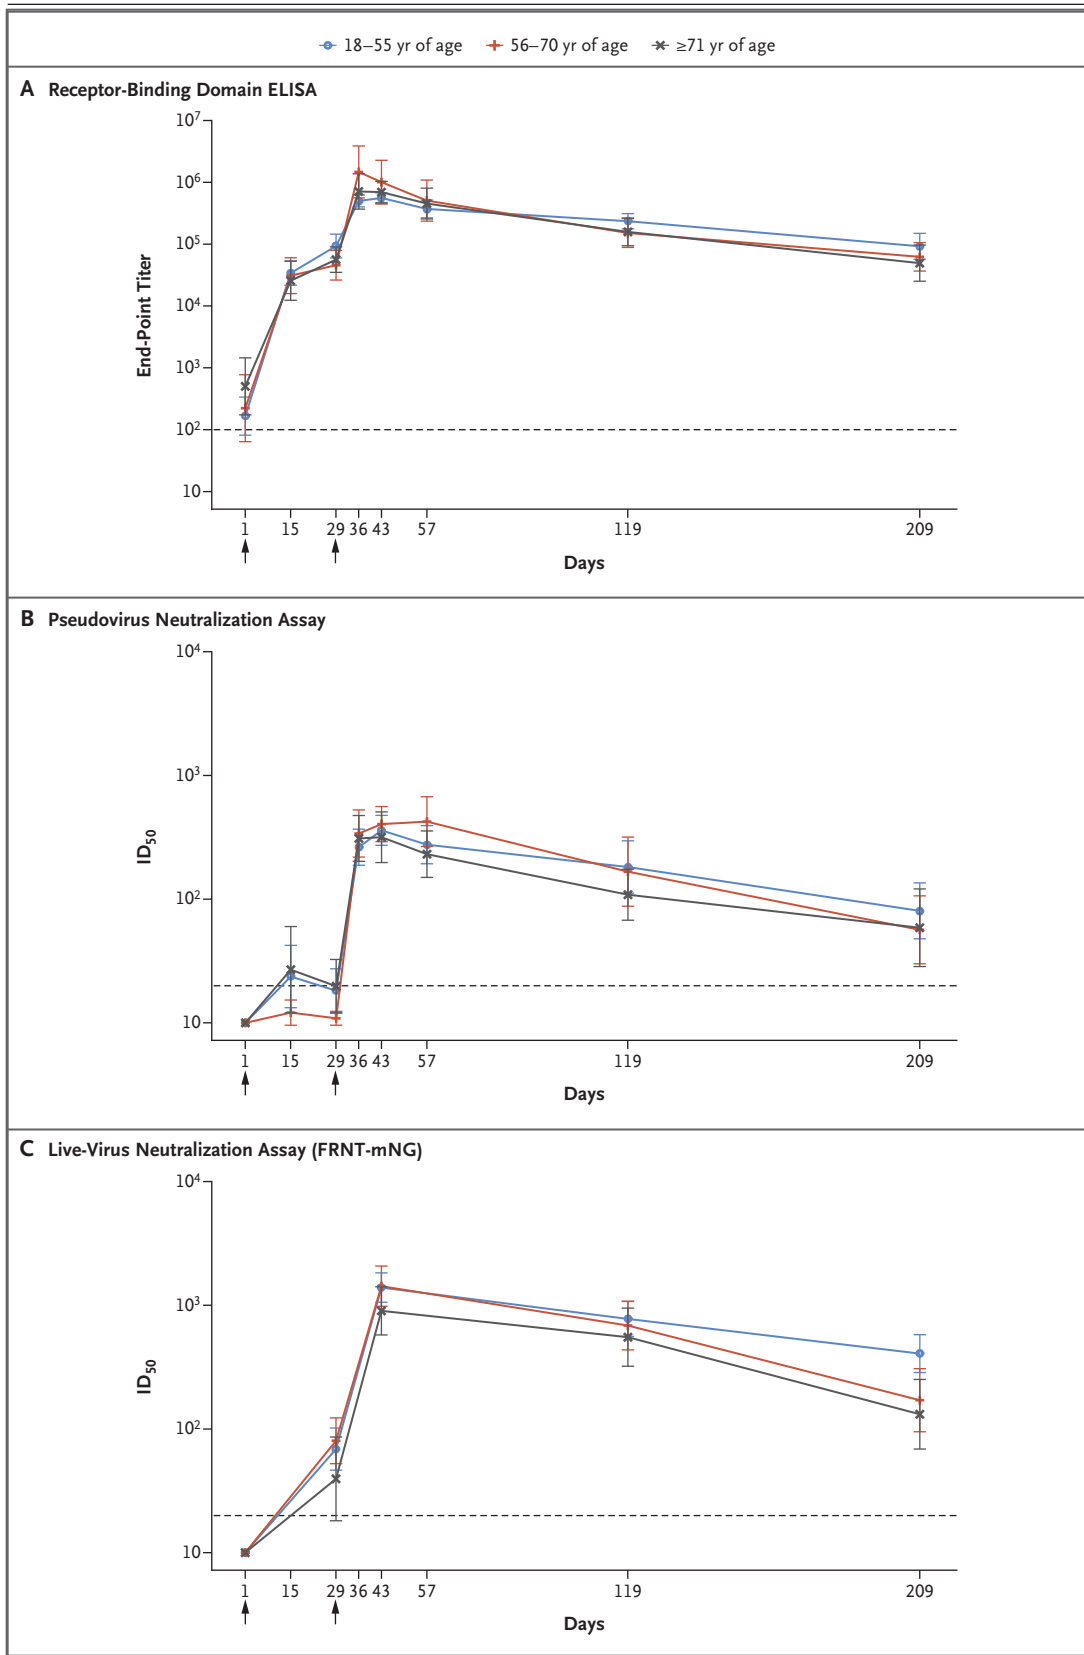 18–55 yr of age 56–70 yr of age ≥71 yr of age
A Receptor-Binding Domain ELISA
10⁷
10⁶
10⁵
10⁴
10³
10²
10
End-Point Titer
1 15 29 36 43 57 119 209
Days
B Pseudovirus Neutralization Assay
10⁴
10³
10²
10
ID₅₀
1 15 29 36 43 57 119 209
Days
C Live-Virus Neutralization Assay (FRNT-mNG)
10⁴
10³
10²
10
ID₅₀
1 15 29 36 43 57 119 209
Days